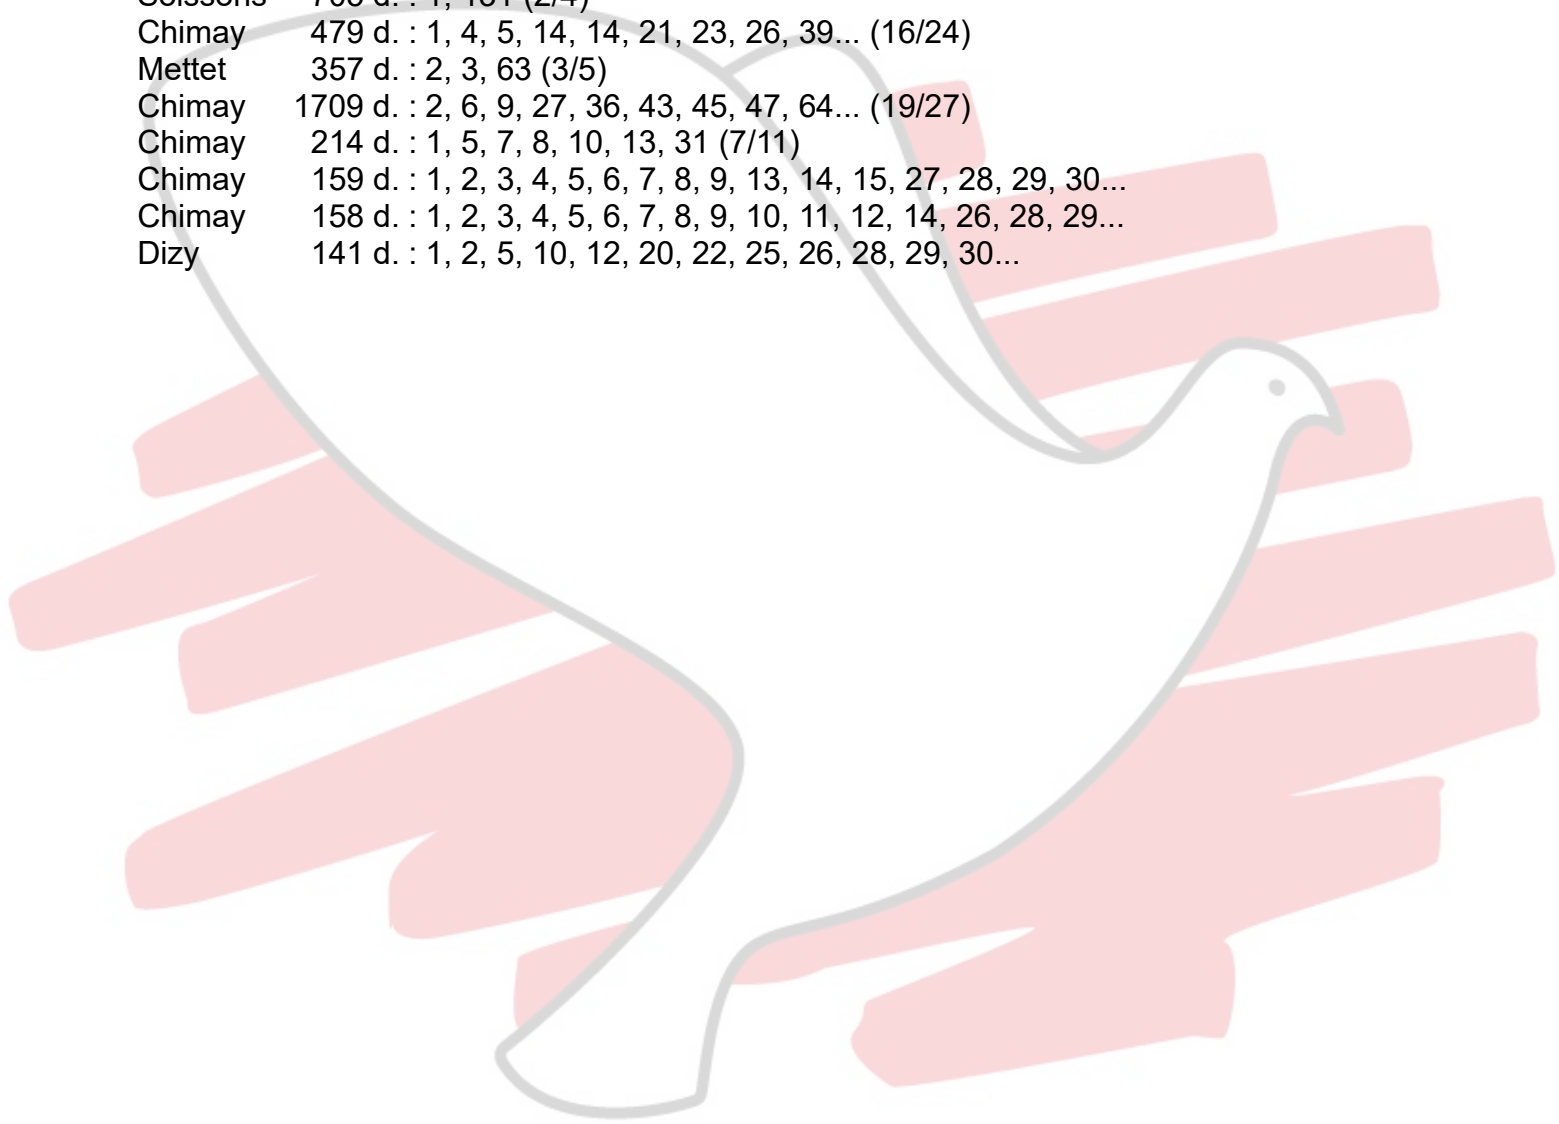 Chimay 479 d. : 1, 4, 5, 14, 14, 21, 23, 26, 39... (16/24)
Mettet 357 d. : 2, 3, 63 (3/5)
Chimay 1709 d. : 2, 6, 9, 27, 36, 43, 45, 47, 64... (19/27)
Chimay 214 d. : 1, 5, 7, 8, 10, 13, 31 (7/11)
Chimay 159 d. : 1, 2, 3, 4, 5, 6, 7, 8, 9, 13, 14, 15, 27, 28, 29, 30...
Chimay 158 d. : 1, 2, 3, 4, 5, 6, 7, 8, 9, 10, 11, 12, 14, 26, 28, 29...
Dizy 141 d. : 1, 2, 5, 10, 12, 20, 22, 25, 26, 28, 29, 30...